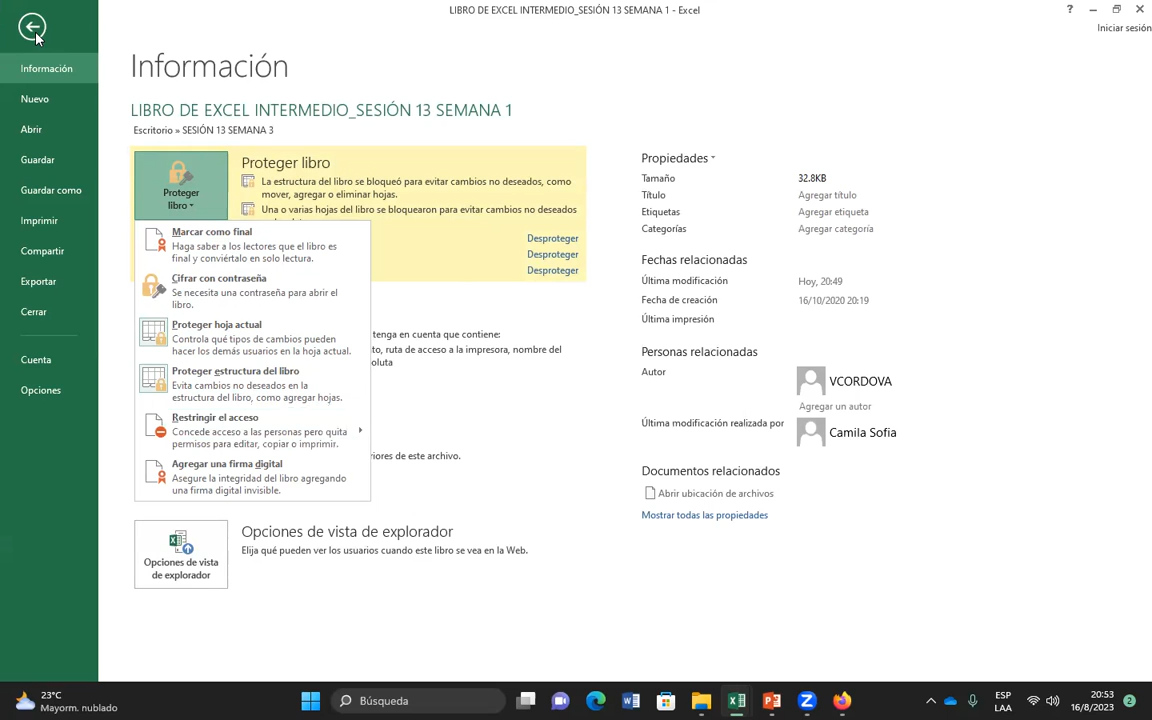 LIBRO DE EXCEL INTERMEDIO_SESIÓN 13 SEMANA 1 - Excel
?
Iniciar sesión
Información
Nuevo
Abrir
Guardar
Guardar como
Imprimir
Compartir
Exportar
Cerrar
Cuenta
Opciones
Información
LIBRO DE EXCEL INTERMEDIO_SESIÓN 13 SEMANA 1
Escritorio » SESIÓN 13 SEMANA 3
Proteger
libro
Proteger libro
La estructura del libro se bloqueó para evitar cambios no deseados, como
mover, agregar o eliminar hojas.
Una o varias hojas del libro se bloquearon para evitar cambios no deseados
Desproteger
Desproteger
Desproteger
Marcar como final
Haga saber a los lectores que el libro es
final y conviértalo en solo lectura.
Cifrar con contraseña
Se necesita una contraseña para abrir el
libro.
Proteger hoja actual
Controla qué tipos de cambios pueden
hacer los demás usuarios en la hoja actual.
Proteger estructura del libro
Evita cambios no deseados en la
estructura del libro, como agregar hojas.
Restringir el acceso
Concede acceso a las personas pero quita
permisos para editar, copiar o imprimir.
Agregar una firma digital
Asegure la integridad del libro agregando
una firma digital invisible.
tenga en cuenta que contiene:
to, ruta de acceso a la impresora, nombre del
oluta
riores de este archivo.
Opciones de vista
de explorador
Opciones de vista de explorador
Elija qué pueden ver los usuarios cuando este libro se vea en la Web.
Propiedades
Tamaño 32.8KB
Título Agregar título
Etiquetas Agregar etiqueta
Categorías Agregar categoría
Fechas relacionadas
Última modificación Hoy, 20:49
Fecha de creación 16/10/2020 20:19
Última impresión
Personas relacionadas
Autor VCORDOVA
Agregar un autor
Última modificación realizada por Camila Sofia
Documentos relacionados
Abrir ubicación de archivos
Mostrar todas las propiedades
23°C
Mayorm. nublado
Búsqueda
ESP
LAA
20:53
16/8/2023
2